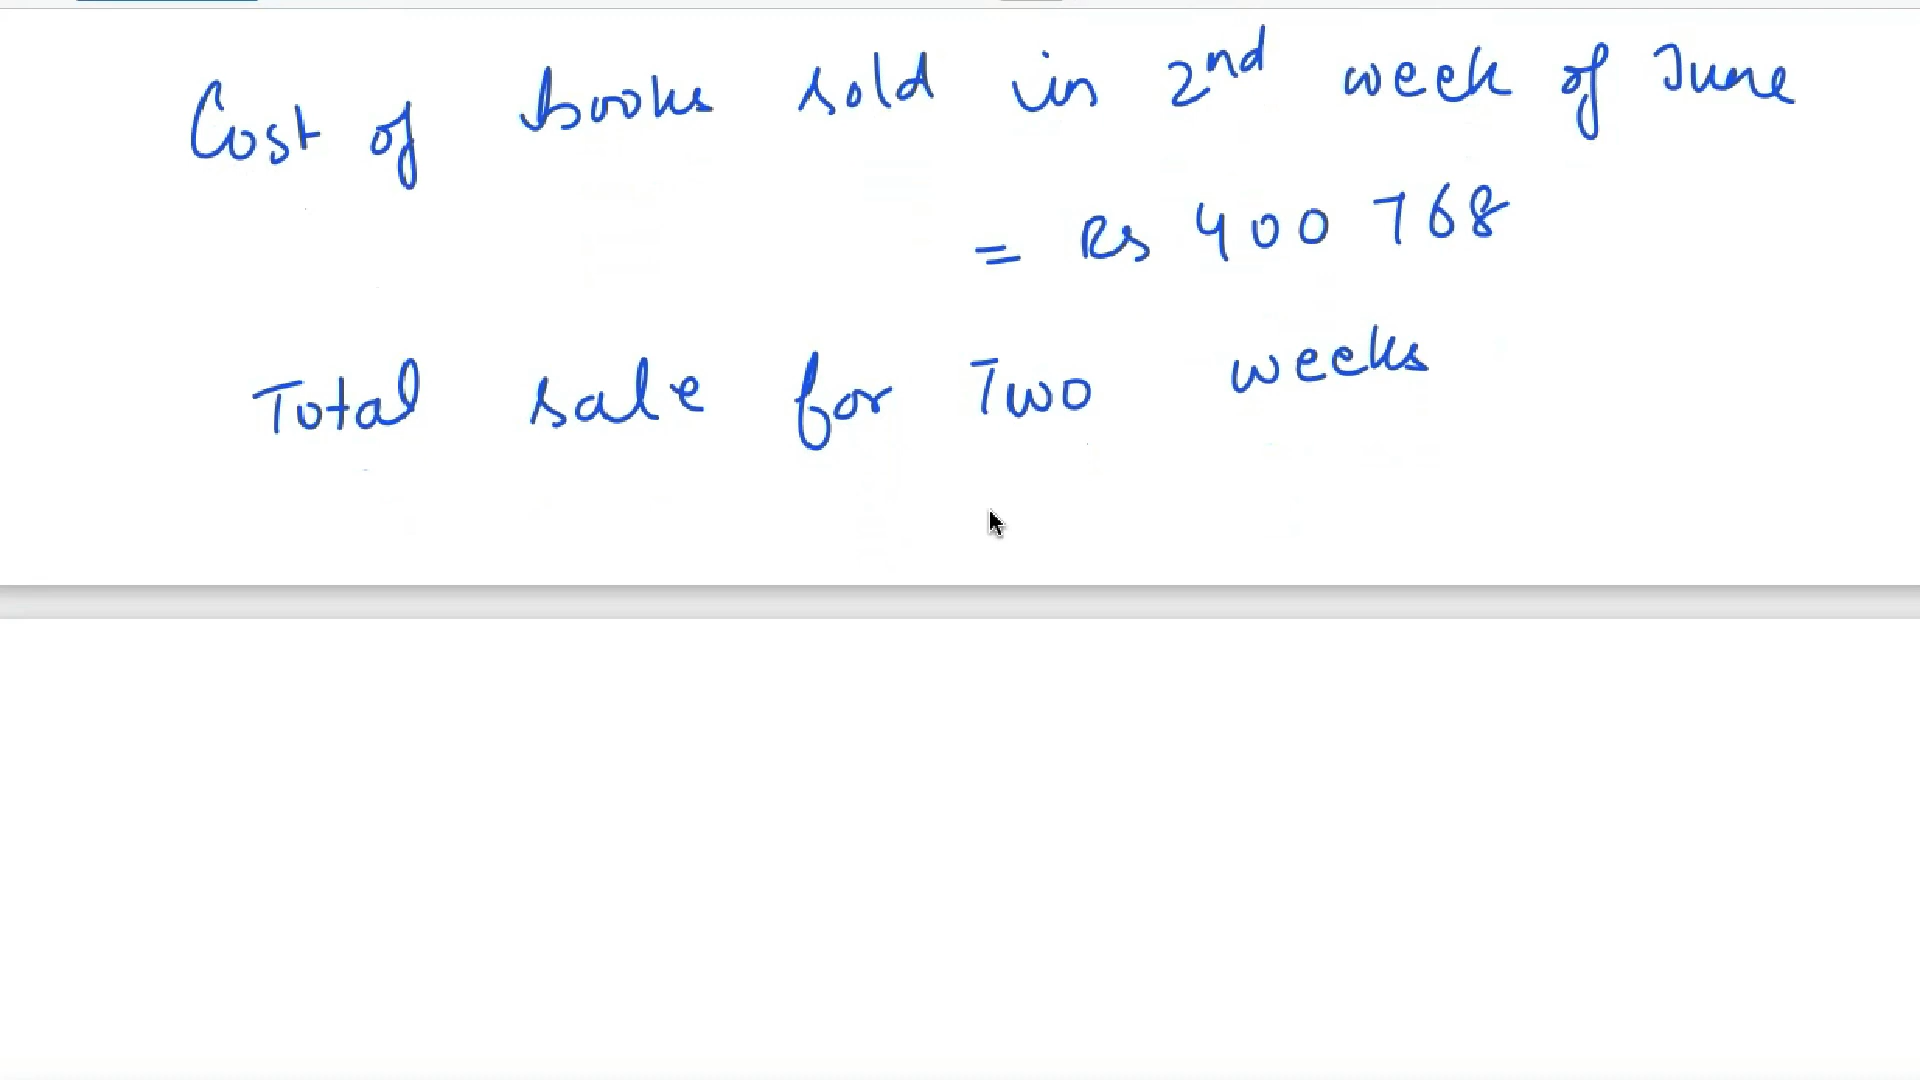 Cost of books sold in 2nd week of June
= Rs 400 768
Total sale for Two weeks